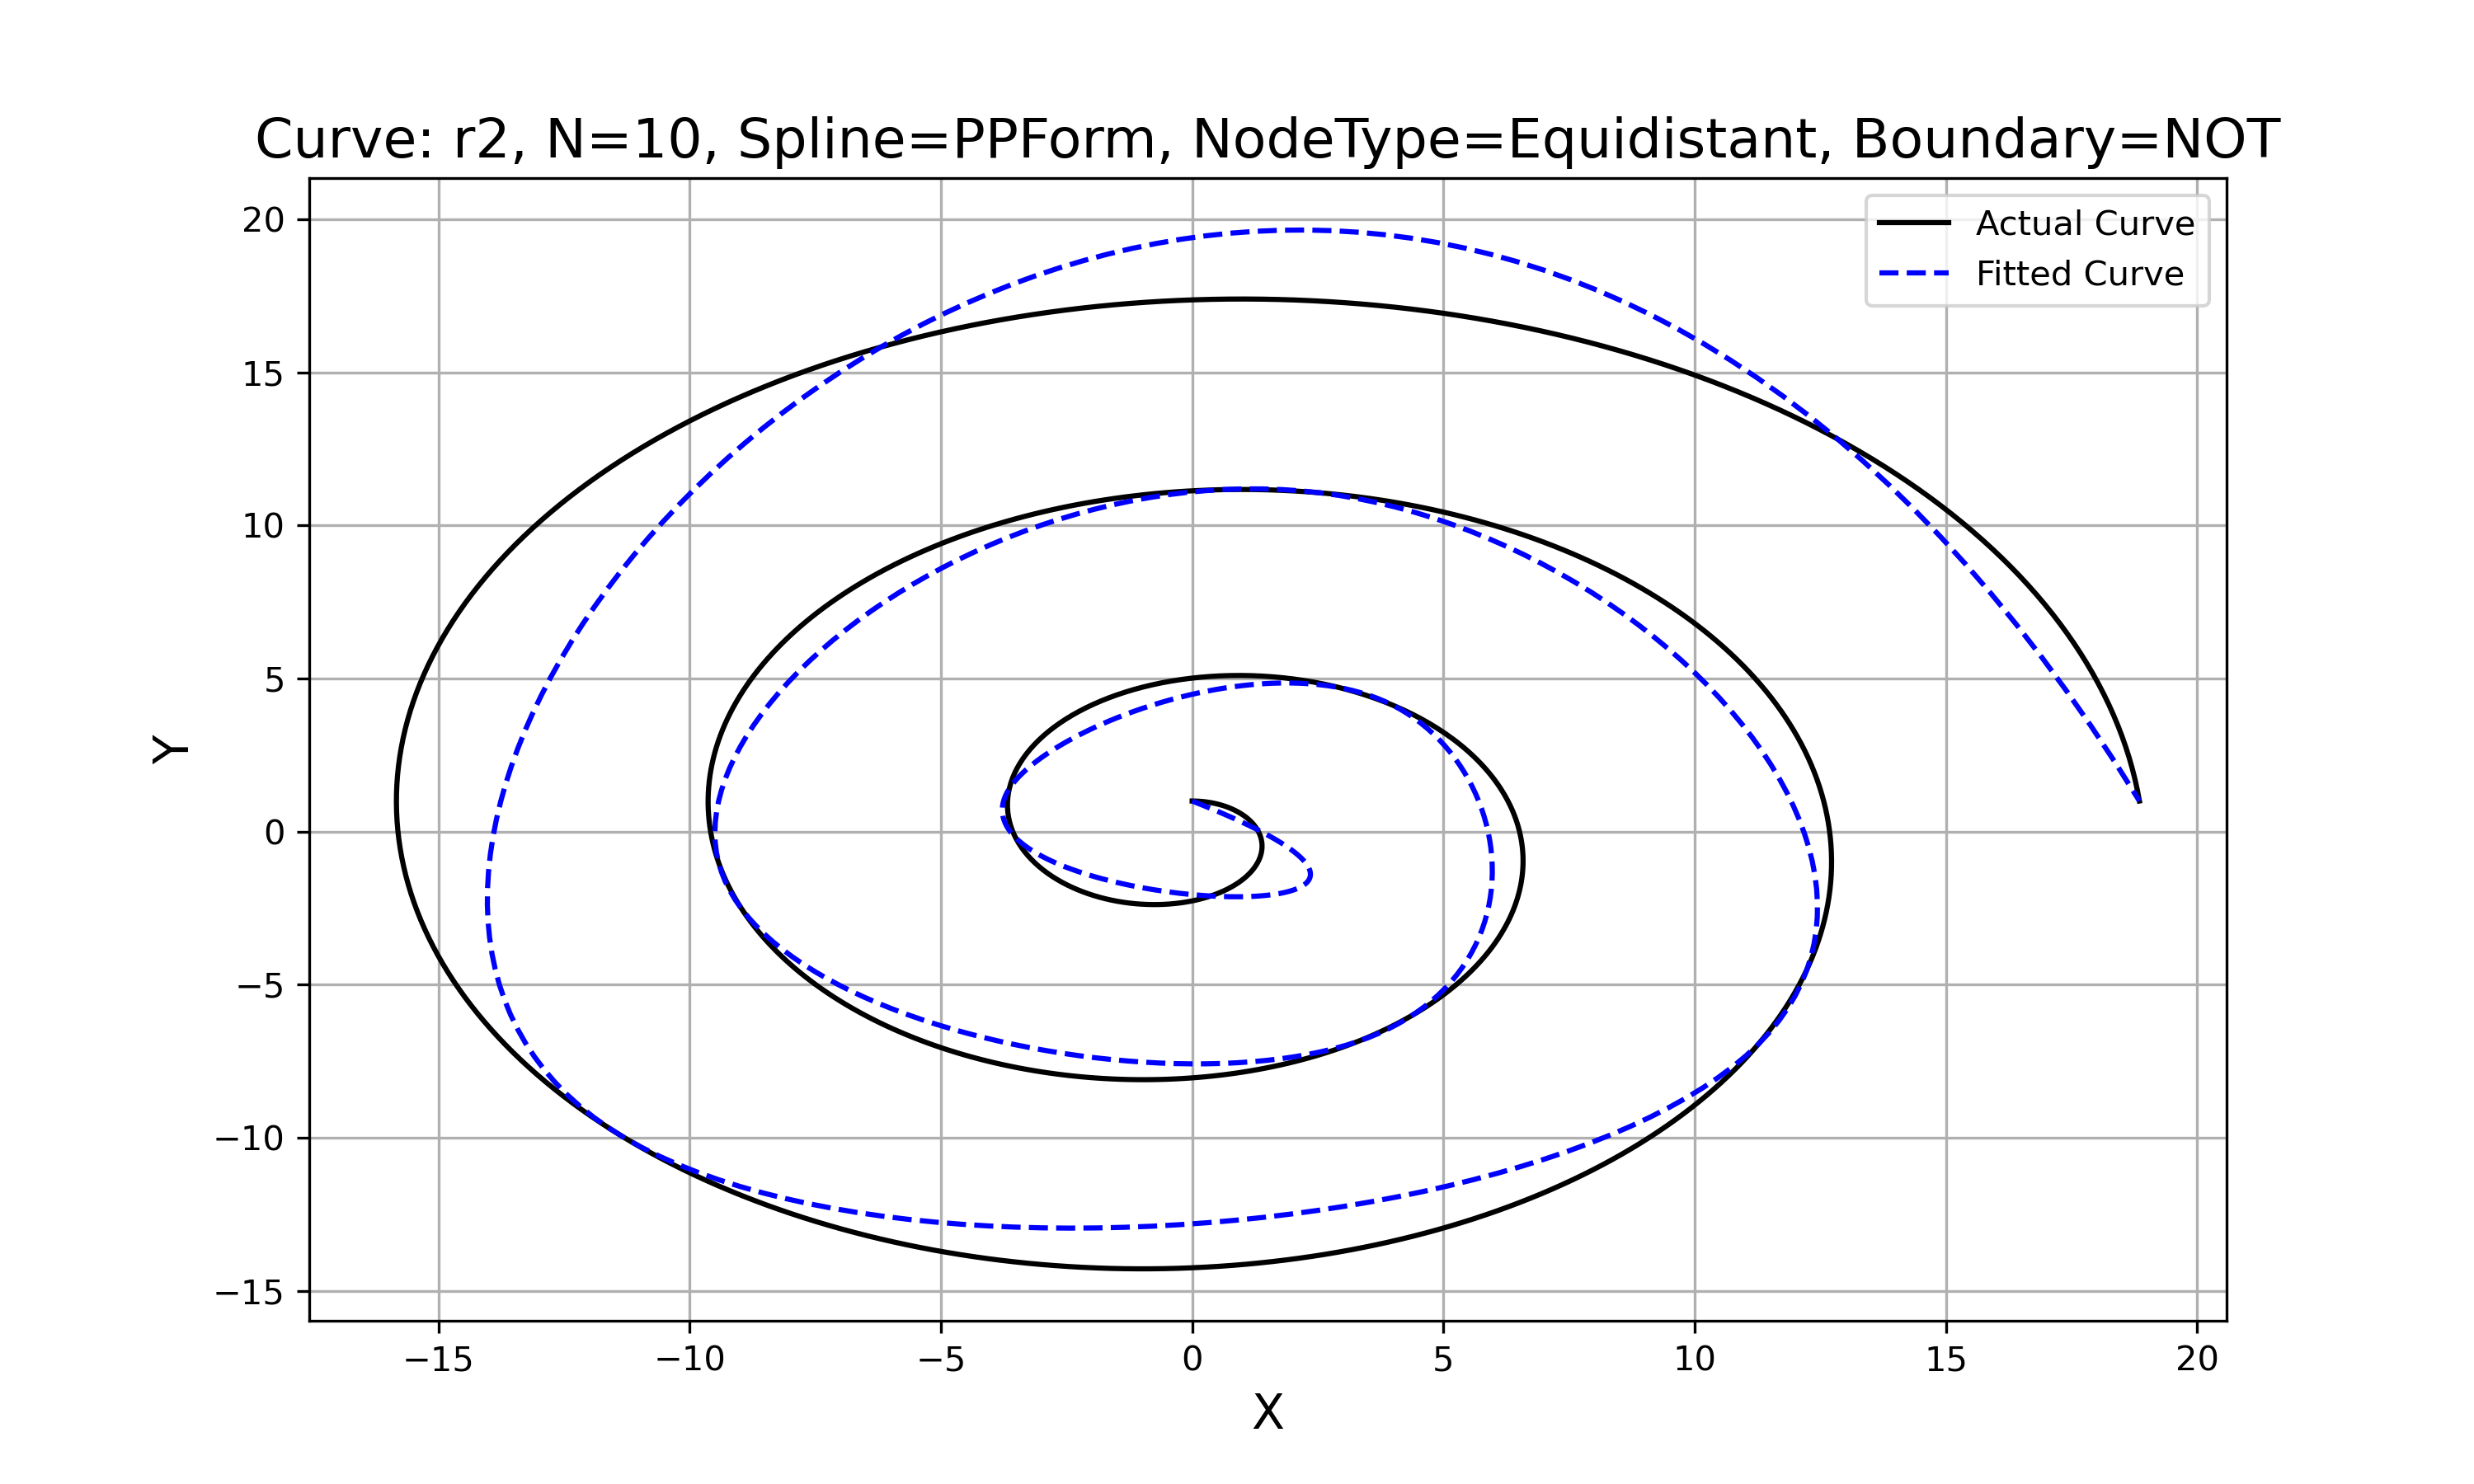 Curve: r2, N=10, Spline=PPForm, NodeType=Equidistant, Boundary=NOT
Actual Curve
Fitted Curve
Y
20
15
10
5
0
−5
−10
−15
−15 −10 −5 0 5 10 15 20
X